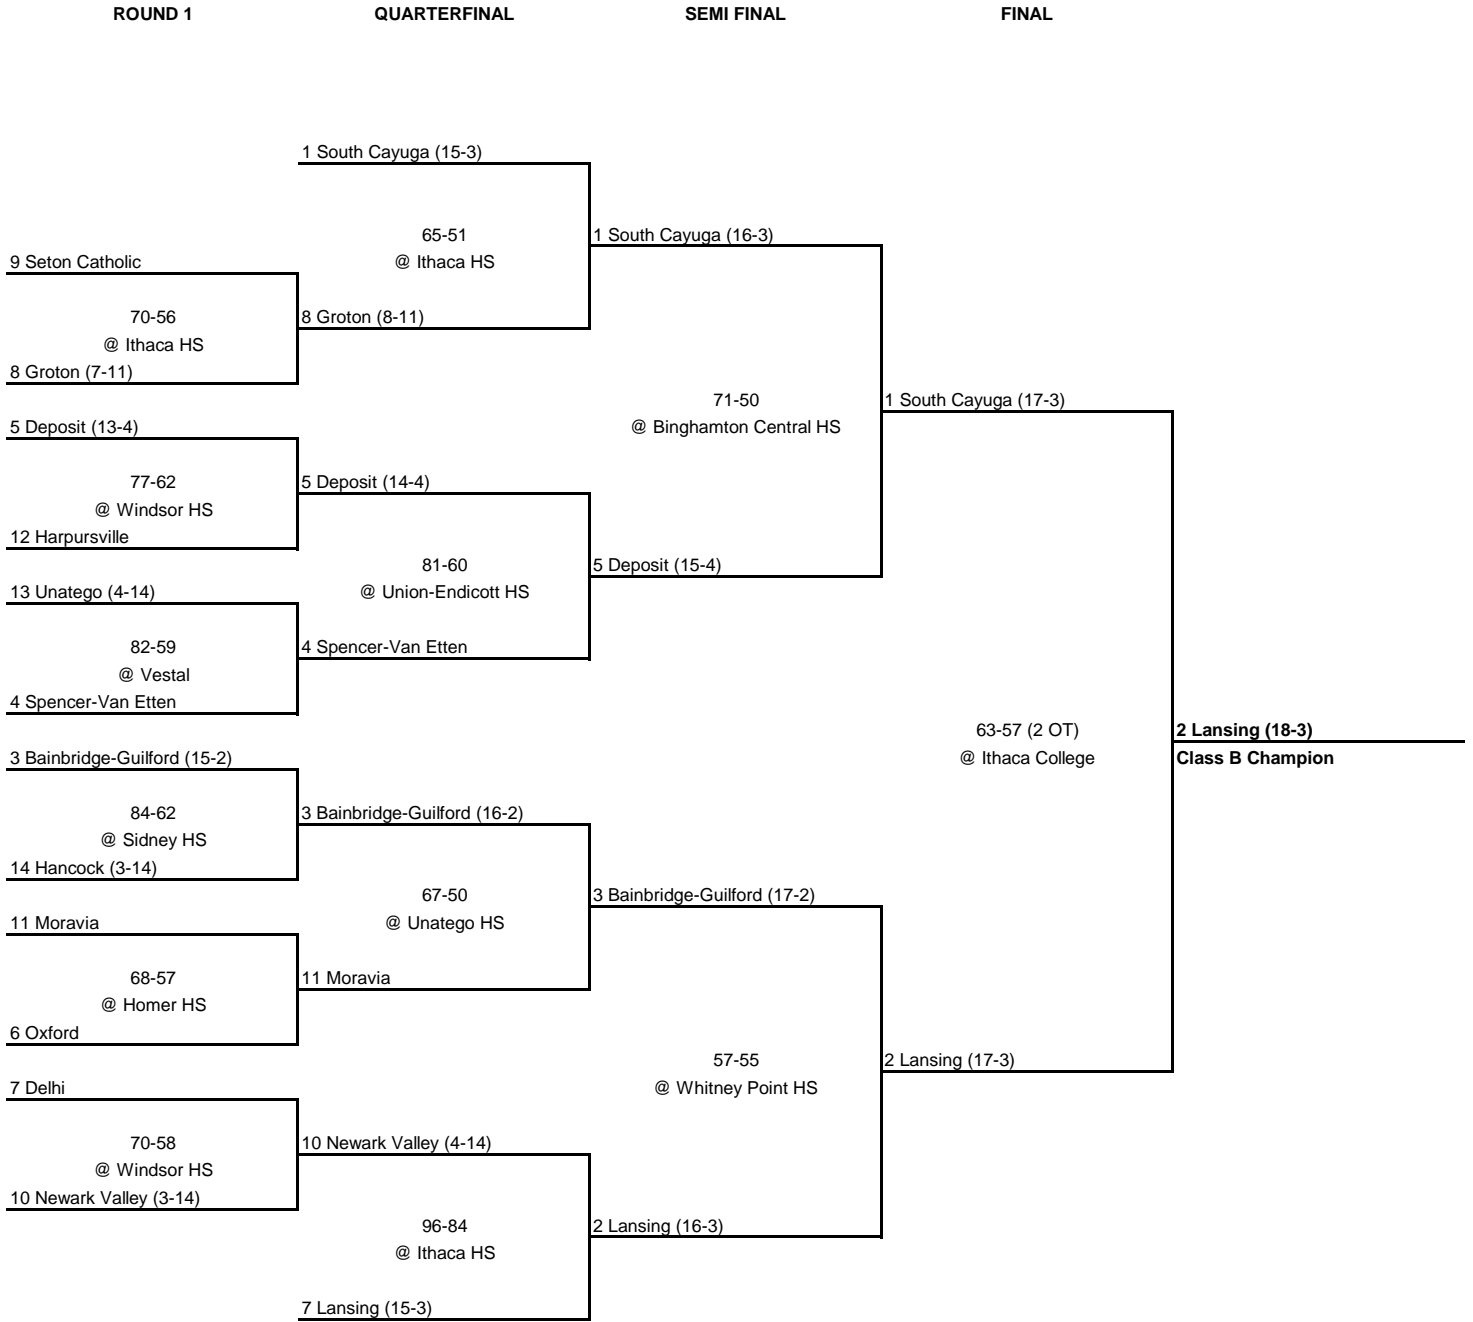 ROUND 1 QUARTERFINAL SEMI FINAL FINAL
1 South Cayuga (15-3)
65-51 1 South Cayuga (16-3)
9 Seton Catholic @ Ithaca HS
70-56 8 Groton (8-11)
@ Ithaca HS
8 Groton (7-11)
71-50 1 South Cayuga (17-3)
5 Deposit (13-4) @ Binghamton Central HS
77-62 5 Deposit (14-4)
@ Windsor HS
12 Harpursville
81-60 5 Deposit (15-4)
13 Unatego (4-14) @ Union-Endicott HS
82-59 4 Spencer-Van Etten
@ Vestal
4 Spencer-Van Etten
63-57 (2 OT) 2 Lansing (18-3)
3 Bainbridge-Guilford (15-2) @ Ithaca College Class B Champion
84-62 3 Bainbridge-Guilford (16-2)
@ Sidney HS
14 Hancock (3-14)
67-50 3 Bainbridge-Guilford (17-2)
11 Moravia @ Unatego HS
68-57 11 Moravia
@ Homer HS
6 Oxford
57-55 2 Lansing (17-3)
7 Delhi @ Whitney Point HS
70-58 10 Newark Valley (4-14)
@ Windsor HS
10 Newark Valley (3-14)
96-84 2 Lansing (16-3)
@ Ithaca HS
7 Lansing (15-3)